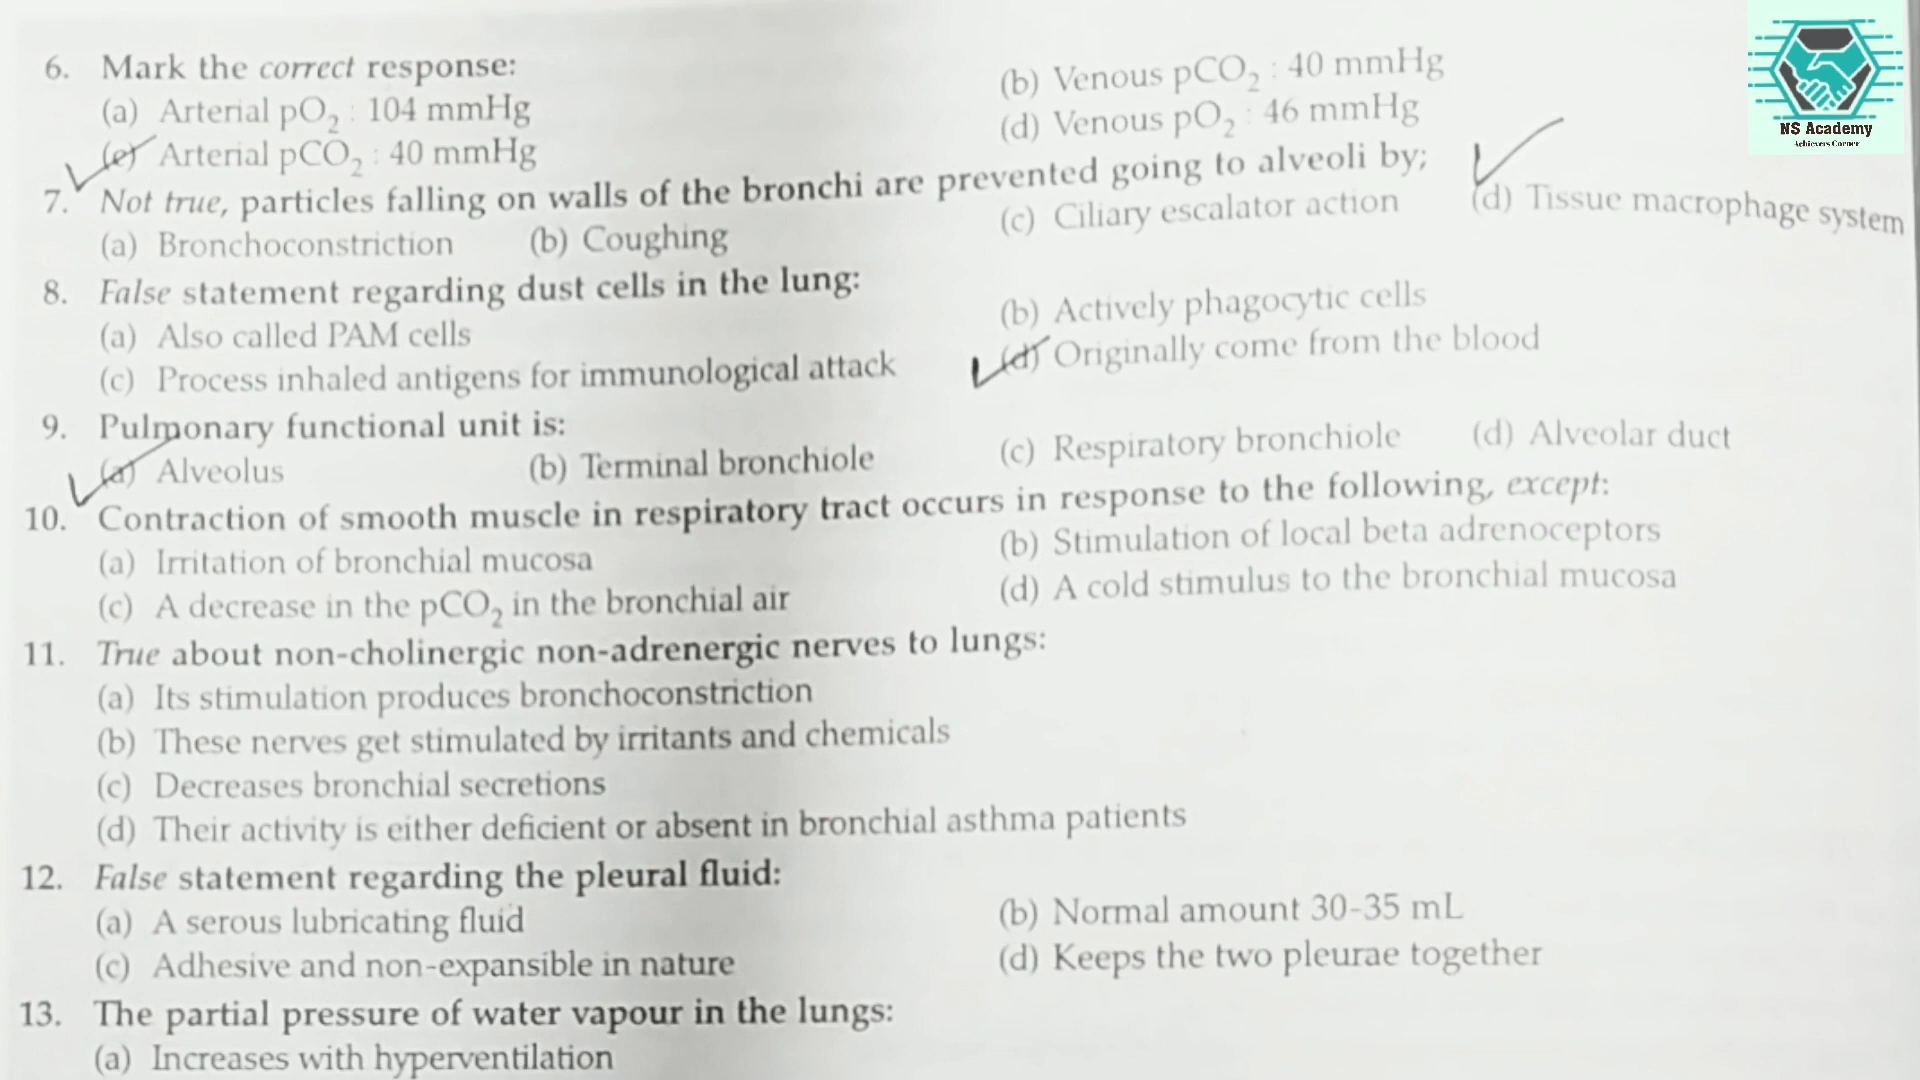 6. Mark the correct response:
(a) Arterial pO₂ : 104 mmHg (b) Venous pCO₂ : 40 mmHg
(c) Arterial pCO₂ : 40 mmHg (d) Venous pO₂ : 46 mmHg
7. Not true, particles falling on walls of the bronchi are prevented going to alveoli by;
(a) Bronchoconstriction (b) Coughing (c) Ciliary escalator action (d) Tissue macrophage system
8. False statement regarding dust cells in the lung:
(a) Also called PAM cells (b) Actively phagocytic cells
(c) Process inhaled antigens for immunological attack (d) Originally come from the blood
9. Pulmonary functional unit is:
(a) Alveolus (b) Terminal bronchiole (c) Respiratory bronchiole (d) Alveolar duct
10. Contraction of smooth muscle in respiratory tract occurs in response to the following, except:
(a) Irritation of bronchial mucosa (b) Stimulation of local beta adrenoceptors
(c) A decrease in the pCO₂ in the bronchial air (d) A cold stimulus to the bronchial mucosa
11. True about non-cholinergic non-adrenergic nerves to lungs:
(a) Its stimulation produces bronchoconstriction
(b) These nerves get stimulated by irritants and chemicals
(c) Decreases bronchial secretions
(d) Their activity is either deficient or absent in bronchial asthma patients
12. False statement regarding the pleural fluid:
(a) A serous lubricating fluid (b) Normal amount 30-35 mL
(c) Adhesive and non-expansible in nature (d) Keeps the two pleurae together
13. The partial pressure of water vapour in the lungs:
(a) Increases with hyperventilation
NS Academy
Achievers Corner